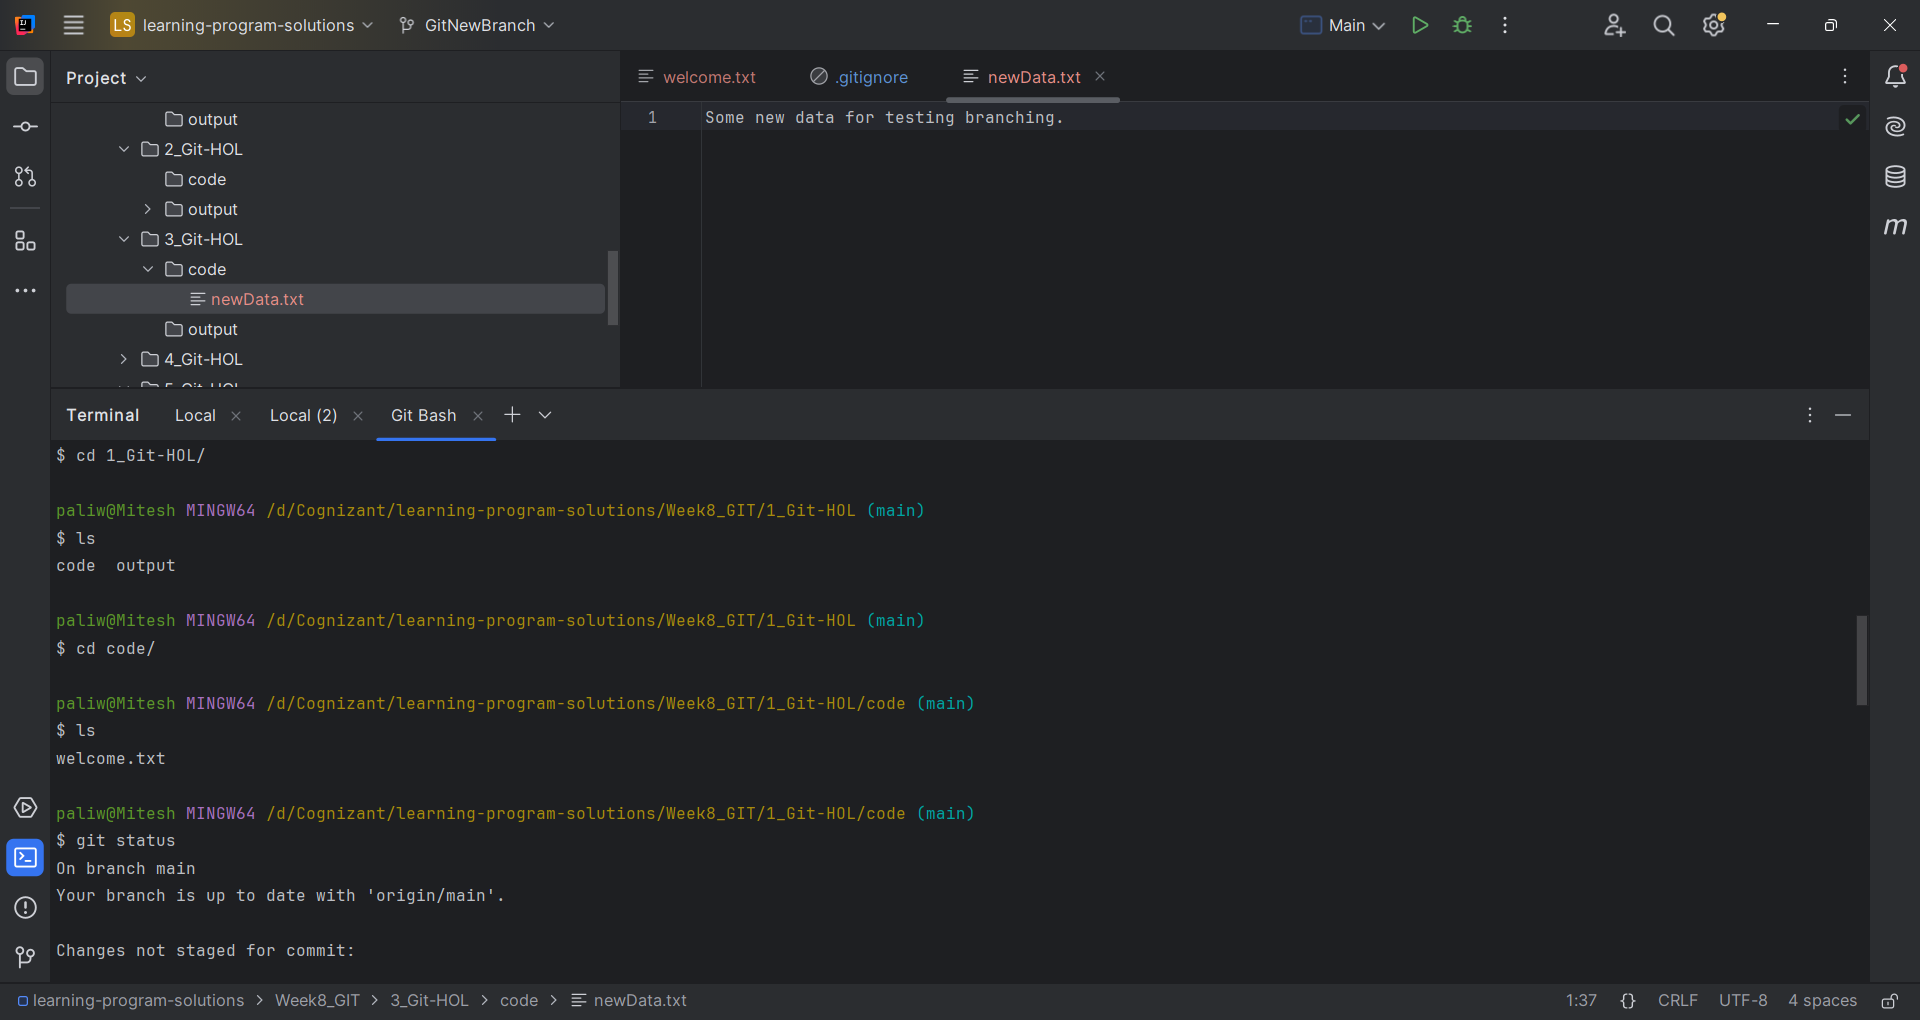 LS learning-program-solutions GitNewBranch Main
Project
welcome.txt .gitignore newData.txt
output
2_Git-HOL
code
output
3_Git-HOL
code
newData.txt
output
4_Git-HOL
5_Git-HOL
1 Some new data for testing branching.
m
Terminal Local Local (2) Git Bash
$ cd 1_Git-HOL/
paliw@Mitesh MINGW64 /d/Cognizant/learning-program-solutions/Week8_GIT/1_Git-HOL (main)
$ ls
code  output
paliw@Mitesh MINGW64 /d/Cognizant/learning-program-solutions/Week8_GIT/1_Git-HOL (main)
$ cd code/
paliw@Mitesh MINGW64 /d/Cognizant/learning-program-solutions/Week8_GIT/1_Git-HOL/code (main)
$ ls
welcome.txt
paliw@Mitesh MINGW64 /d/Cognizant/learning-program-solutions/Week8_GIT/1_Git-HOL/code (main)
$ git status
On branch main
Your branch is up to date with 'origin/main'.
Changes not staged for commit:
learning-program-solutions > Week8_GIT > 3_Git-HOL > code > newData.txt 1:37 {} CRLF UTF-8 4 spaces